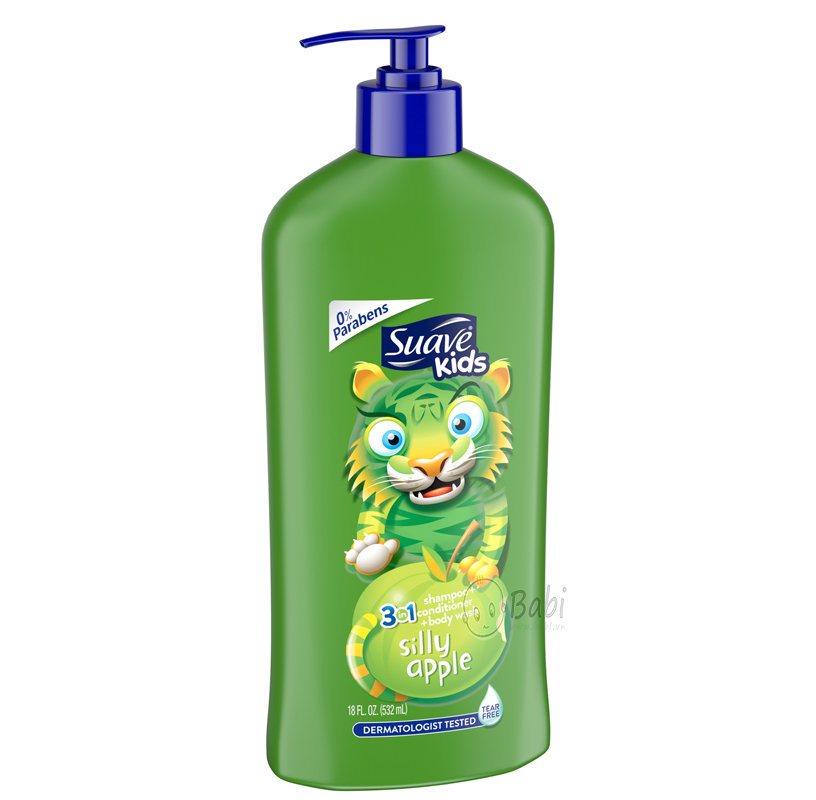 0%
Parabens
Suave®
Kids
3in1
shampoo+
conditioner
+body wash
silly
apple
18 FL. OZ. (532 mL)
DERMATOLOGIST TESTED
TEAR
FREE
Babi